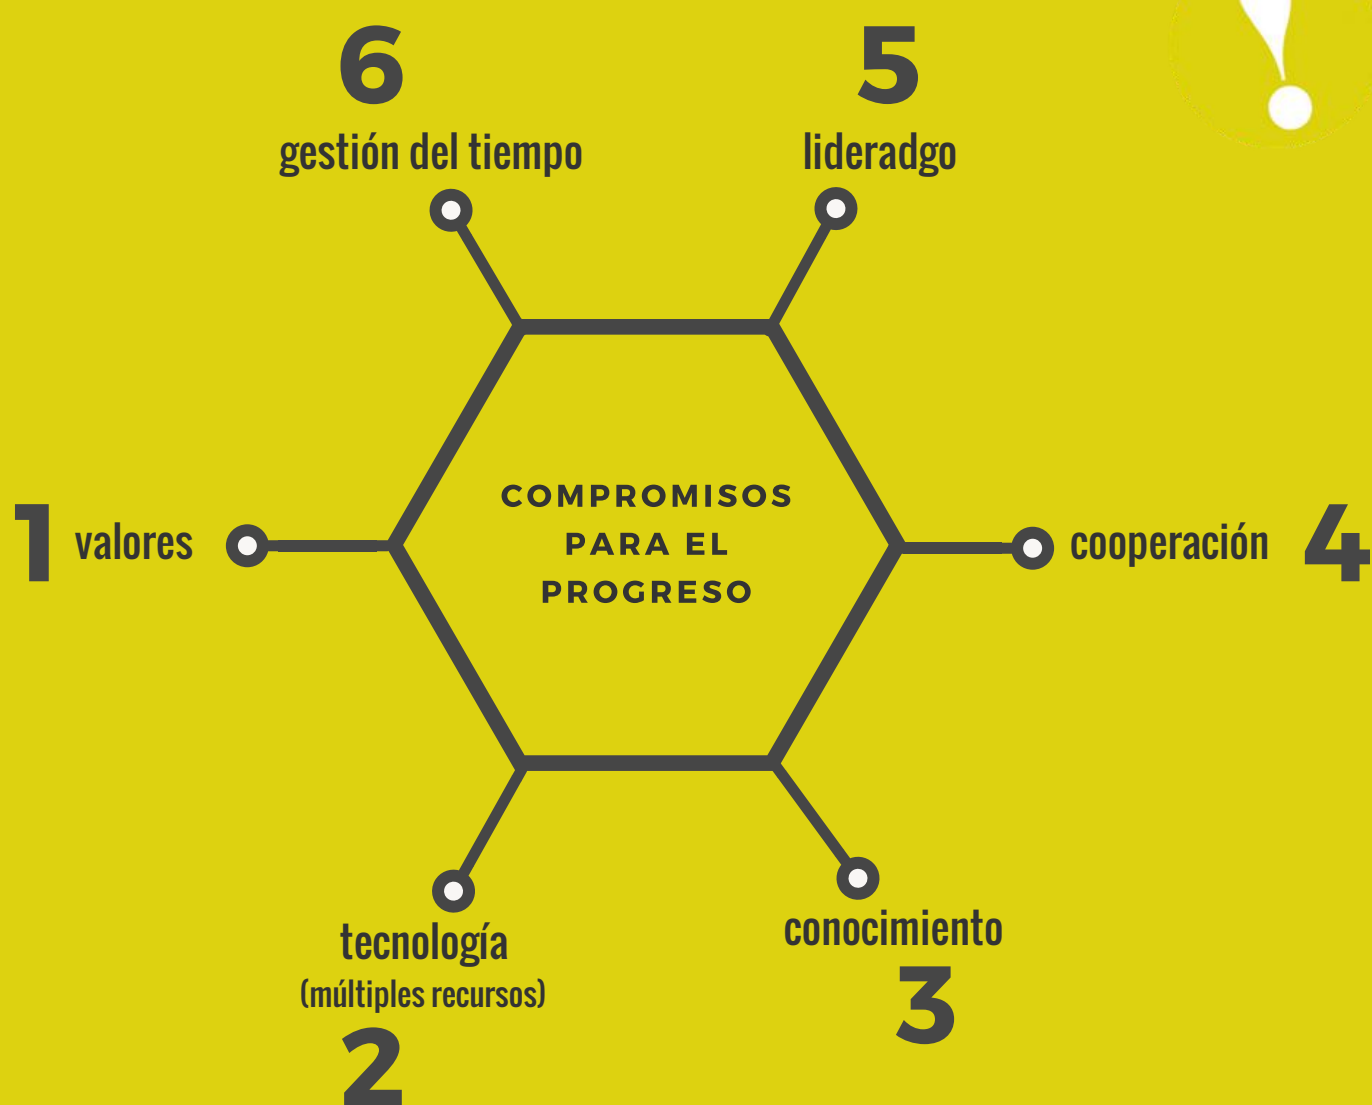 6
gestión del tiempo
5
lideradgo
COMPROMISOS
PARA EL
PROGRESO
1 valores
cooperación 4
tecnología
(múltiples recursos)
2
conocimiento
3